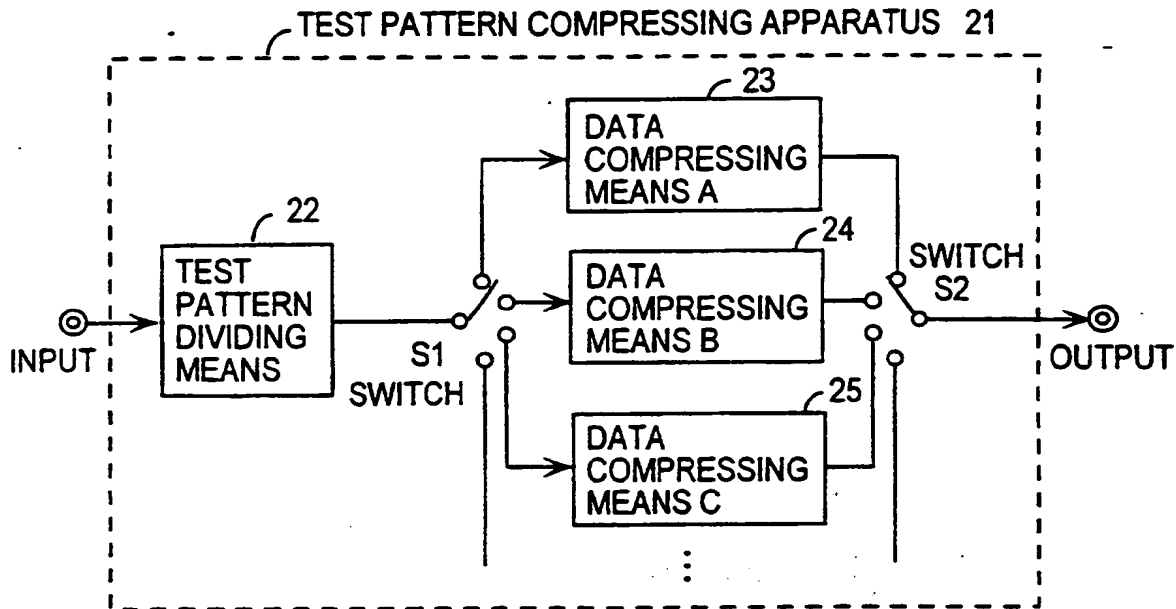 TEST PATTERN COMPRESSING APPARATUS 21
23
DATA
COMPRESSING
MEANS A
22
TEST
PATTERN
DIVIDING
MEANS
24
DATA
COMPRESSING
MEANS B
SWITCH
S2
INPUT
S1
SWITCH
OUTPUT
25
DATA
COMPRESSING
MEANS C